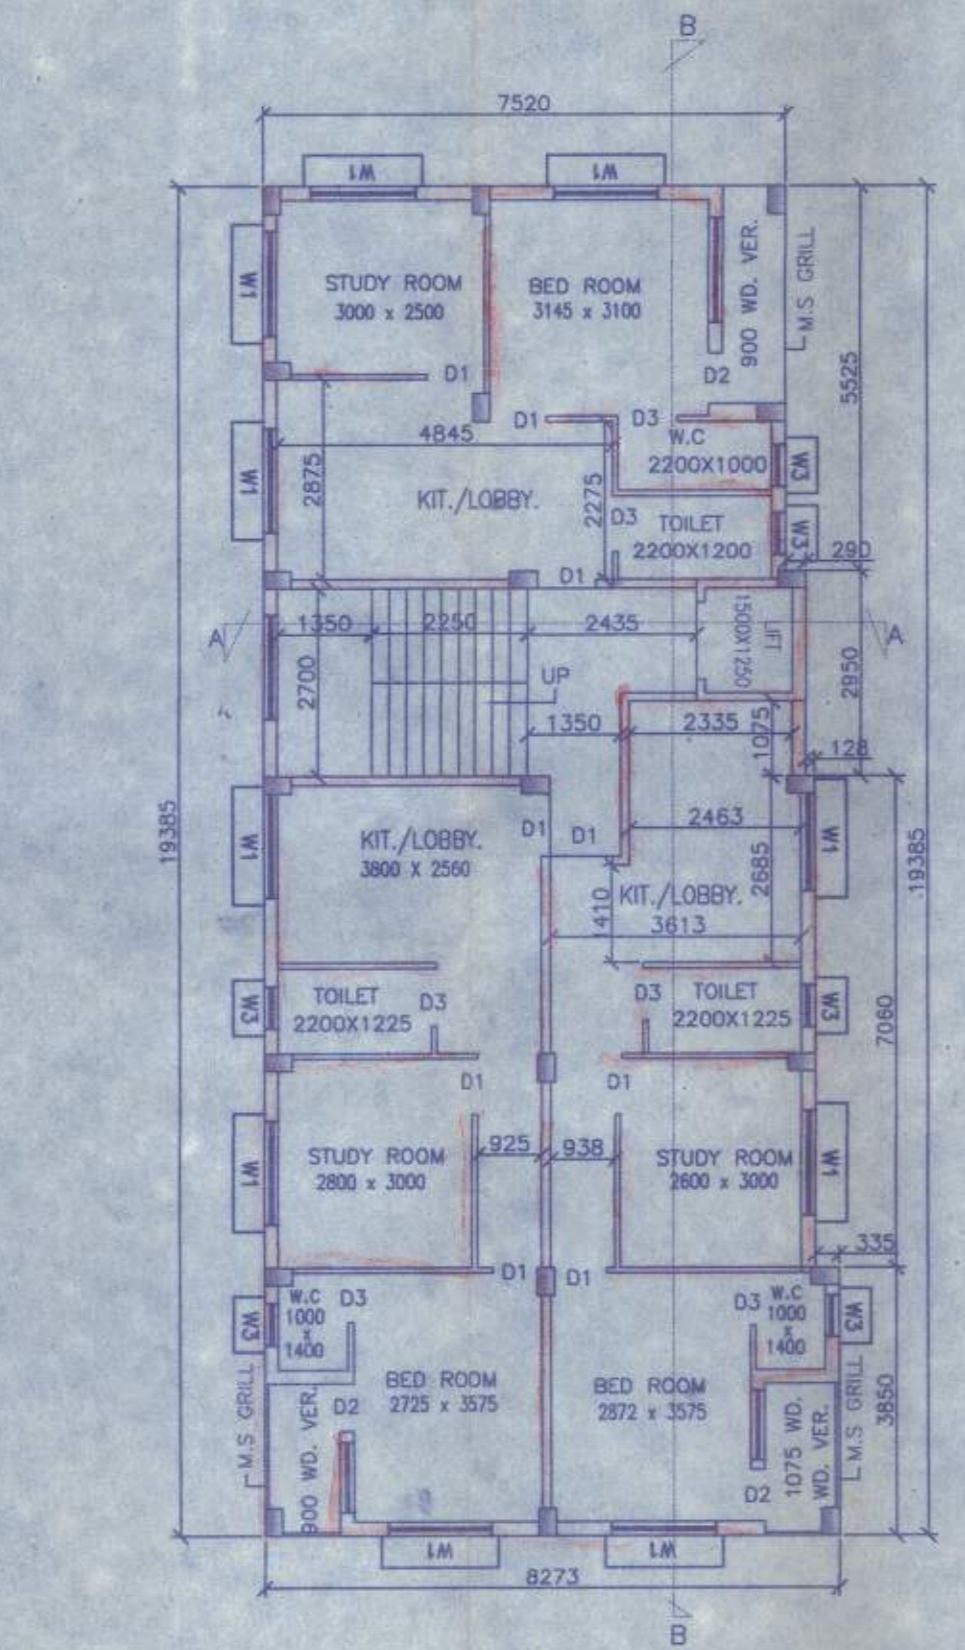 B
7520
W1 W1
W1
STUDY ROOM
3000 x 2500
BED ROOM
3145 x 3100
900 WD. VER.
M.S GRILL
D1
D2
5525
D1
D3
W1
4845
W.C
2200X1000
W3
2875
KIT./LOBBY.
2275
D3
TOILET
2200X1200
W3
290
D1
A
1350
2250
2435
1500X1250
LIFT
A
2700
UP
2950
1350
2335
1075
128
19385
W1
KIT./LOBBY.
3800 X 2560
D1
D1
2463
W1
19385
2685
1410
KIT./LOBBY.
3613
W3
TOILET
2200X1225
D3
D3
TOILET
2200X1225
W3
7060
D1
D1
W1
STUDY ROOM
2800 x 3000
925
938
STUDY ROOM
2600 x 3000
W1
335
D1
D1
W3
W.C
1000
x
1400
D3
D3
W.C
1000
x
1400
W3
M.S GRILL
BED ROOM
2725 x 3575
BED ROOM
2872 x 3575
3850
900 WD. VER.
D2
D2
1075 WD.
WD. VER.
M.S GRILL
W1 W1
8273
B